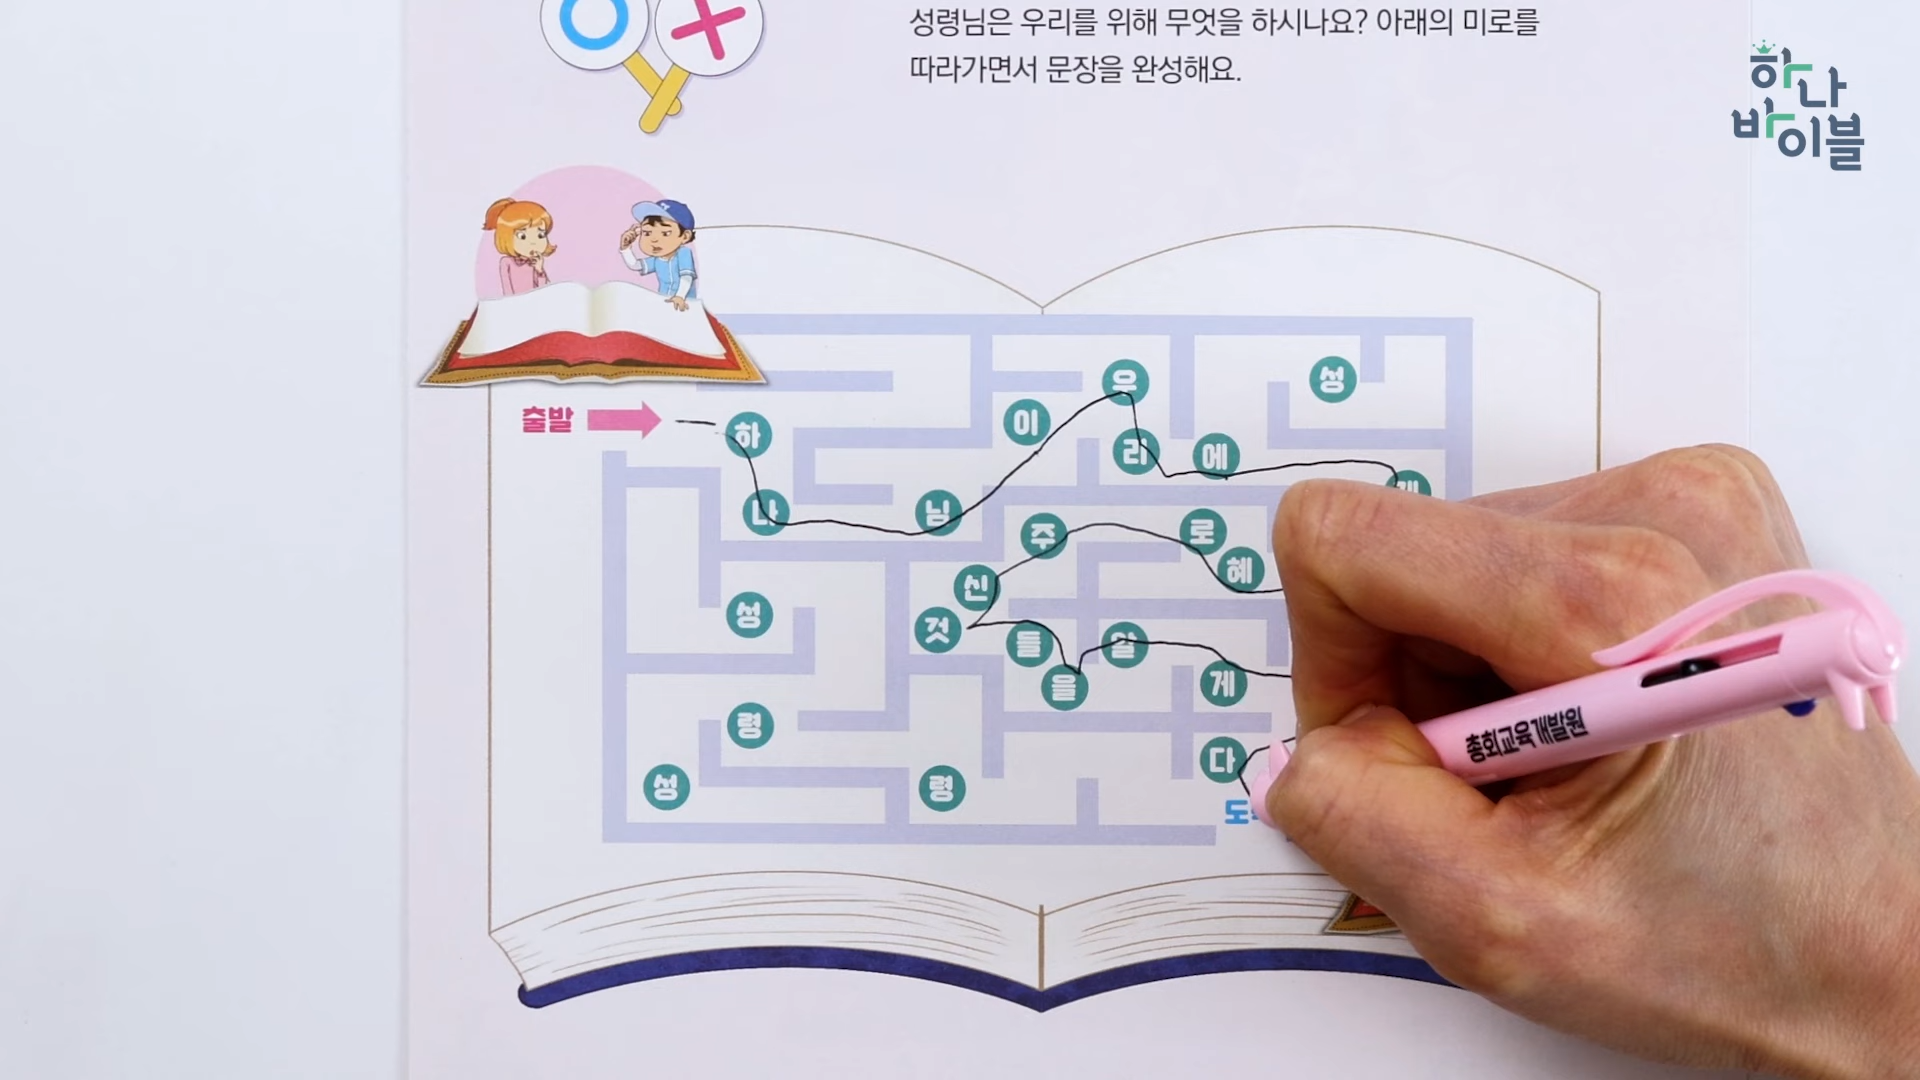 성령님은 우리를 위해 무엇을 하시나요? 아래의 미로를
따라가면서 문장을 완성해요.
하나
바이블
출발
하
나
님
이
우
리
에
게
성
주
신
로
혜
것
들
을
알
게
성
령
성
령
다
총회교육개발원